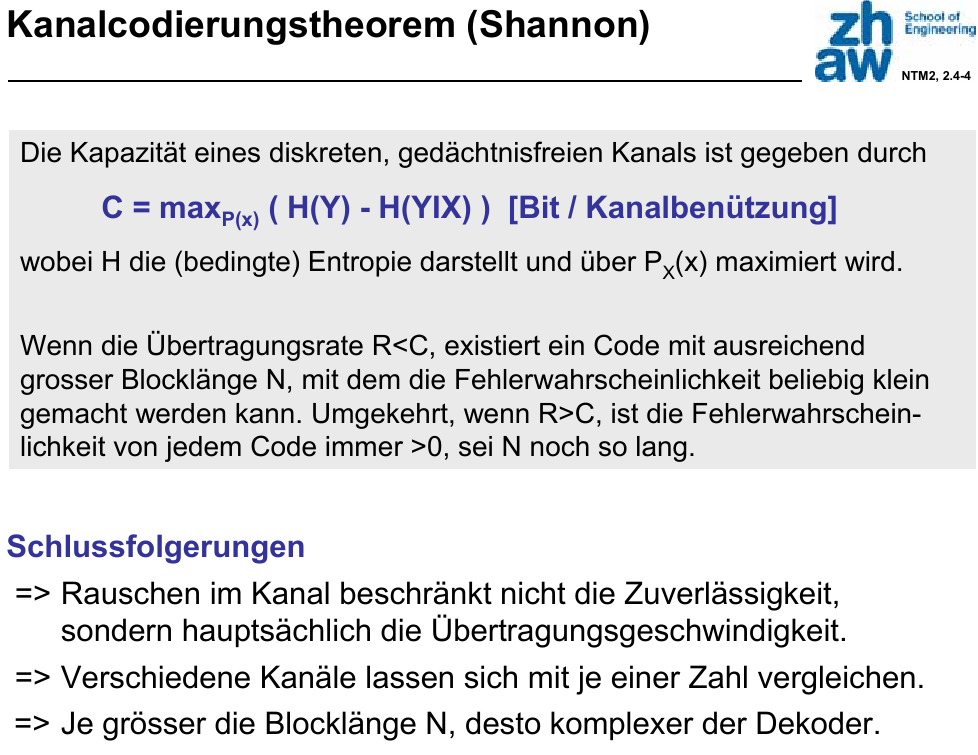 Kanalcodierungstheorem (Shannon)
zh
aw
School of
Engineering
NTM2, 2.4-4
Die Kapazität eines diskreten, gedächtnisfreien Kanals ist gegeben durch
C = maxP(x) ( H(Y) - H(YIX) ) [Bit / Kanalbenützung]
wobei H die (bedingte) Entropie darstellt und über PX(x) maximiert wird.
Wenn die Übertragungsrate R<C, existiert ein Code mit ausreichend
grosser Blocklänge N, mit dem die Fehlerwahrscheinlichkeit beliebig klein
gemacht werden kann. Umgekehrt, wenn R>C, ist die Fehlerwahrschein-
lichkeit von jedem Code immer >0, sei N noch so lang.
Schlussfolgerungen
=> Rauschen im Kanal beschränkt nicht die Zuverlässigkeit,
sondern hauptsächlich die Übertragungsgeschwindigkeit.
=> Verschiedene Kanäle lassen sich mit je einer Zahl vergleichen.
=> Je grösser die Blocklänge N, desto komplexer der Dekoder.